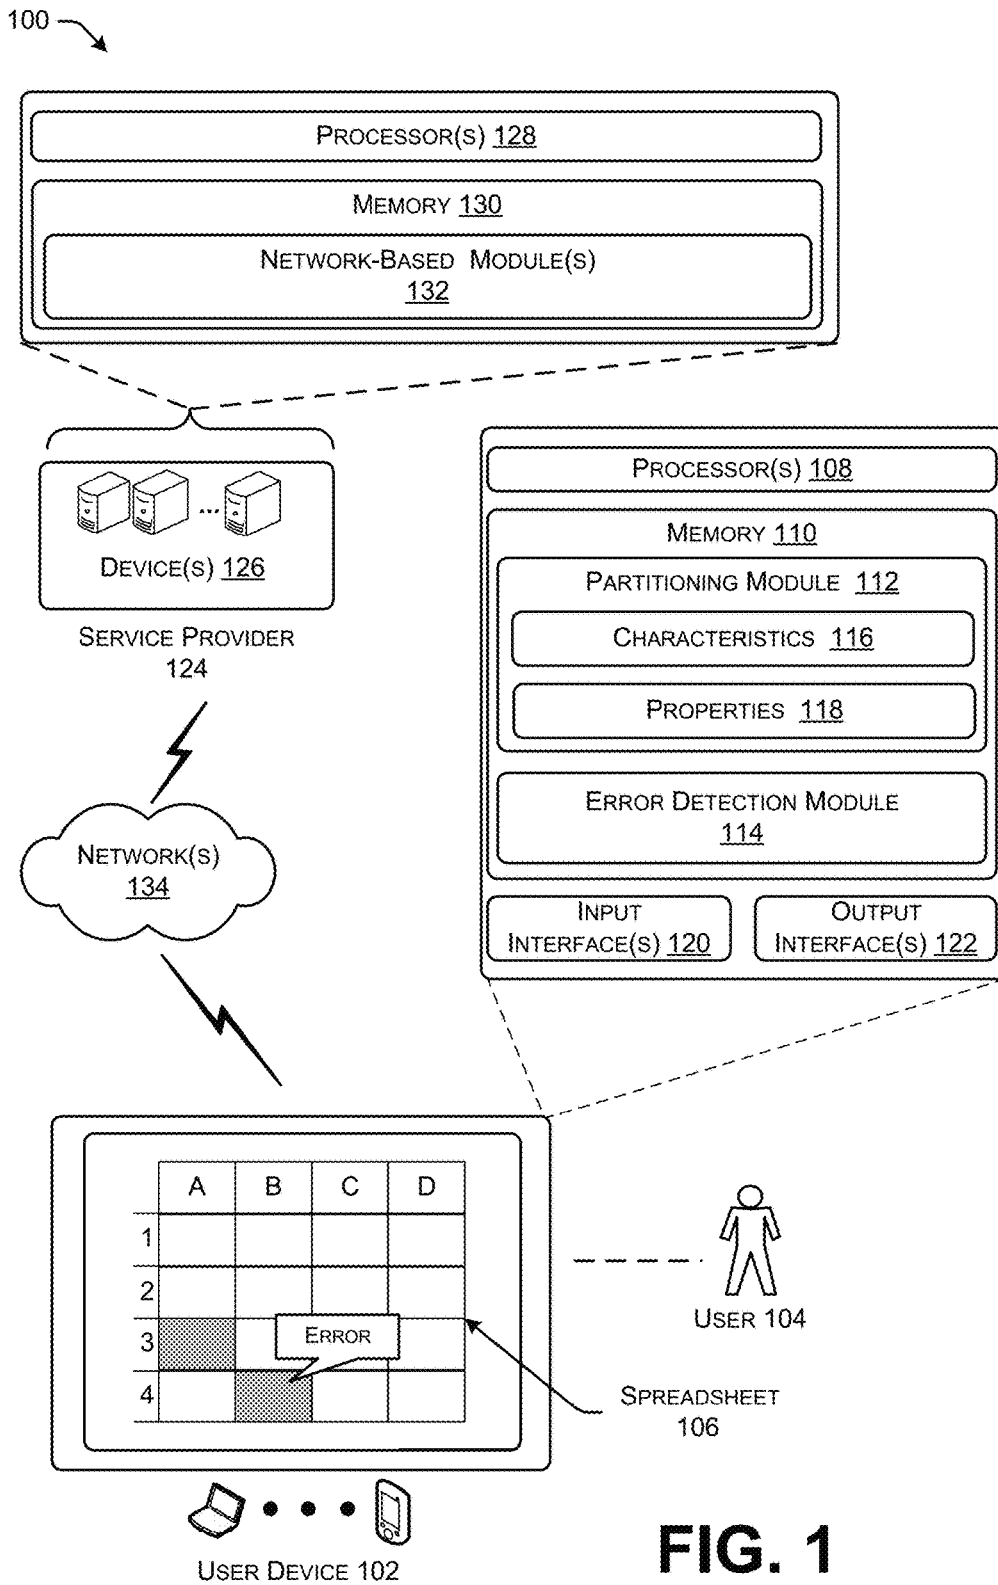 100
PROCESSOR(S) 128
MEMORY 130
NETWORK-BASED MODULE(S)
132
DEVICE(S) 126
SERVICE PROVIDER
124
NETWORK(S)
134
PROCESSOR(S) 108
MEMORY 110
PARTITIONING MODULE 112
CHARACTERISTICS 116
PROPERTIES 118
ERROR DETECTION MODULE
114
INPUT
INTERFACE(S) 120
OUTPUT
INTERFACE(S) 122
A B C D
1
2
3
ERROR
4
USER 104
SPREADSHEET
106
USER DEVICE 102
FIG. 1